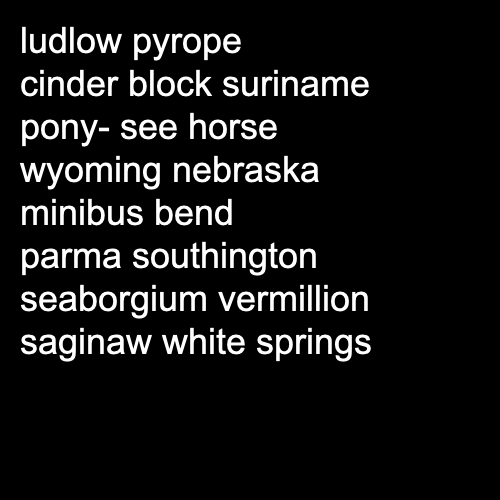 ludlow pyrope
cinder block suriname
pony- see horse
wyoming nebraska
minibus bend
parma southington
seaborgium vermillion
saginaw white springs